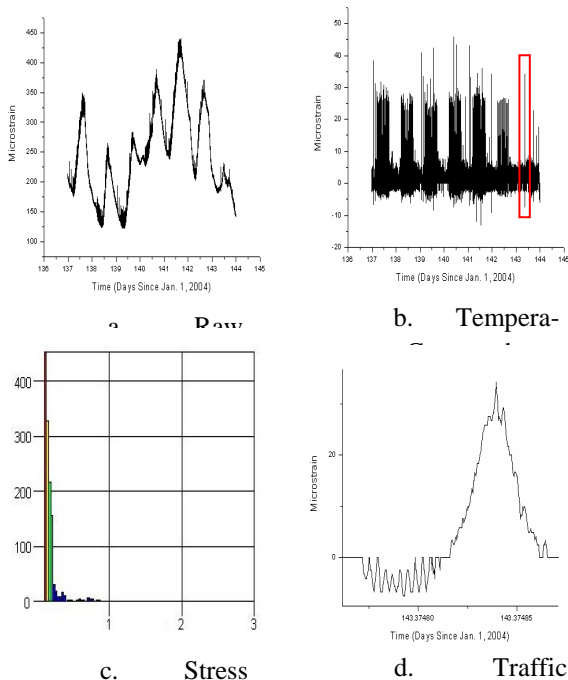 450
400
350
300
250
200
150
100
Microstrain
136 137 138 139 140 141 142 143 144 145
Time (Days Since Jan. 1, 2004)
a. Raw
50
40
30
20
10
0
-10
-20
Microstrain
136 137 138 139 140 141 142 143 144 145
Time (Days Since Jan. 1, 2004)
b. Tempera-
400
300
200
100
0
1 2 3
c. Stress
20
0
Microstrain
143.37480 143.37485
Time (Days Since Jan. 1, 2004)
d. Traffic